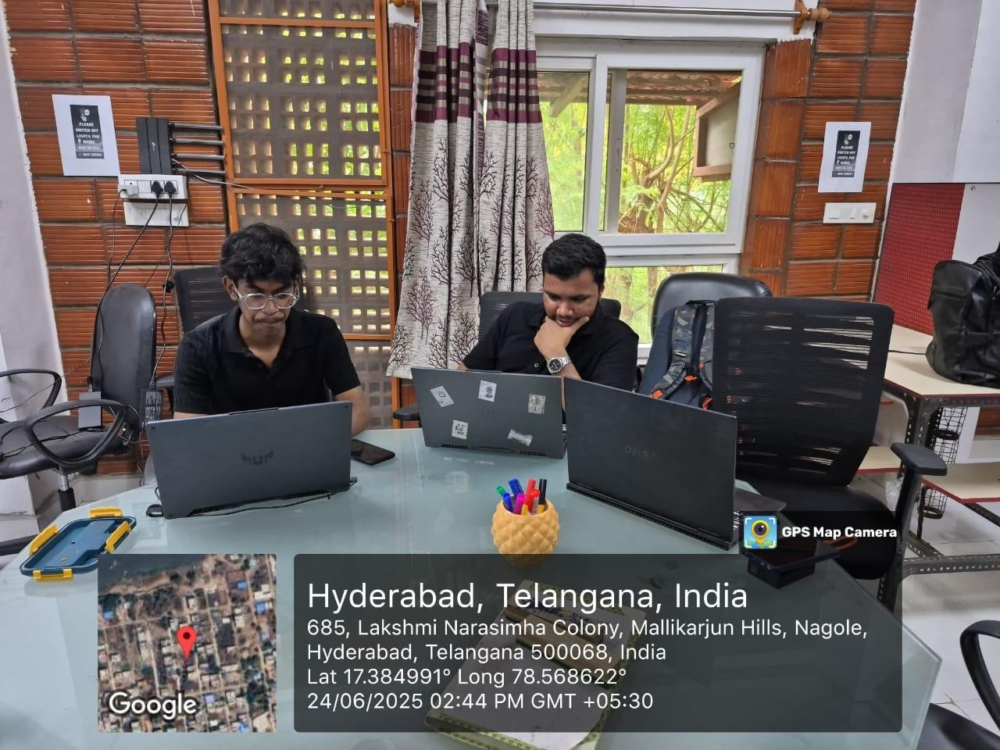 PLEASE
SWITCH OFF
LIGHT& FAN
WHEN
NOT IN USE
SAVE ENERGY
PLEASE
SWITCH OFF
LIGHT& FAN
WHEN
NOT IN USE
SAVE ENERGY
OMEN
GPS Map Camera
Google
Hyderabad, Telangana, India
685, Lakshmi Narasimha Colony, Mallikarjun Hills, Nagole,
Hyderabad, Telangana 500068, India
Lat 17.384991° Long 78.568622°
24/06/2025 02:44 PM GMT +05:30